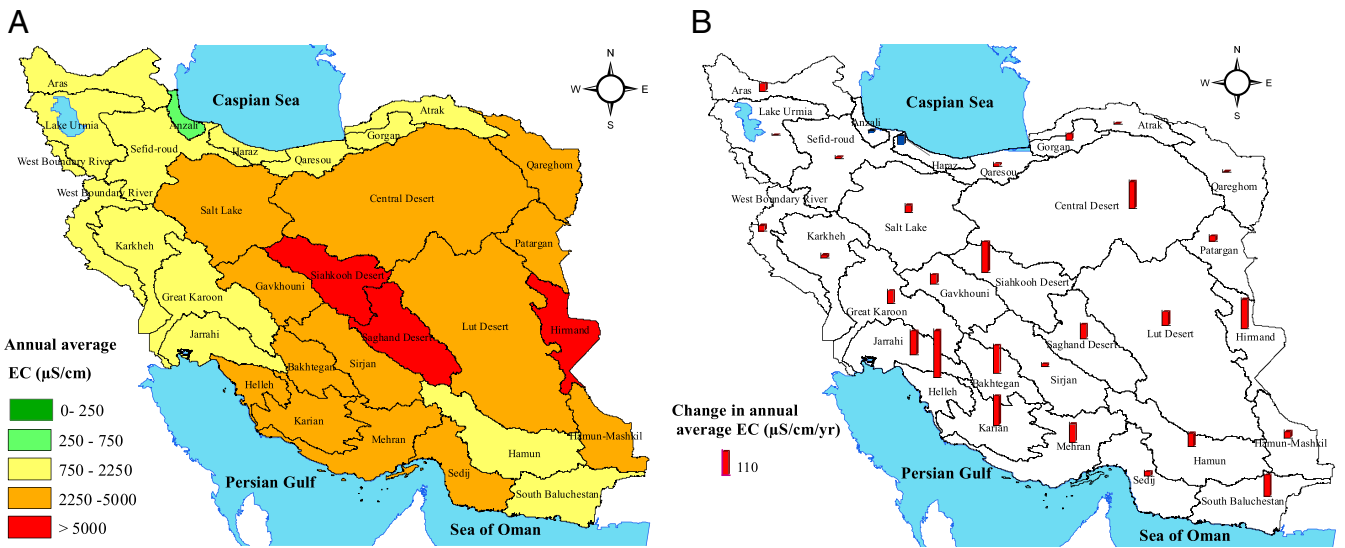 A
N
W E
S
Caspian Sea
Aras
Lake Urmia
Anzali
Atrak
Gorgan
Sefid-roud
Haraz
Qaresou
West Boundary River
Qareghom
West Boundary River
Central Desert
Salt Lake
Karkheh
Patargan
Siahkooh Desert
Gavkhouni
Great Karoon
Jarrahi
Lut Desert
Hirmand
Saghand Desert
Bakhtegan
Sirjan
Helleh
Karian
Mehran
Hamun-Mashkil
Hamun
Sedij
South Baluchestan
Persian Gulf
Sea of Oman
Annual average
EC (µS/cm)
0- 250
250 - 750
750 - 2250
2250 -5000
> 5000
B
N
W E
S
Caspian Sea
Aras
Lake Urmia
Anzali
Atrak
Gorgan
Sefid-roud
Haraz
Qaresou
Qareghom
West Boundary River
Central Desert
Salt Lake
Karkheh
Patargan
Siahkooh Desert
Gavkhouni
Great Karoon
Jarrahi
Lut Desert
Hirmand
Saghand Desert
Bakhtegan
Sirjan
Helleh
Karian
Mehran
Hamun-Mashkil
Hamun
Sedij
South Baluchestan
Persian Gulf
Sea of Oman
Change in annual
average EC (µS/cm/yr)
110